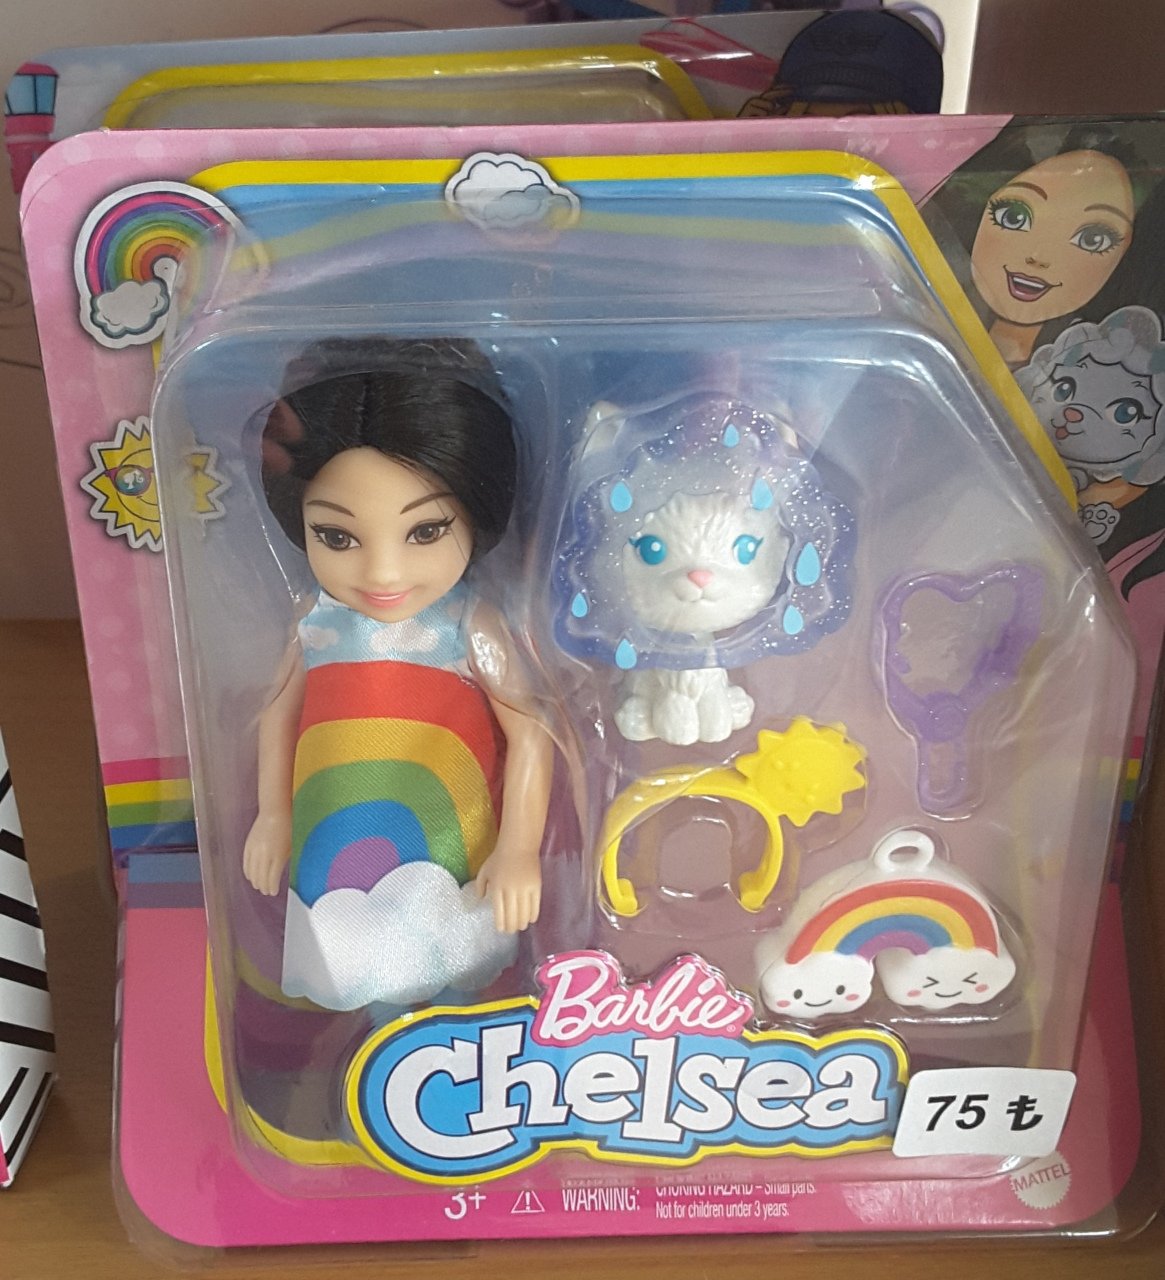 Barbie®
Chelsea
75 ₺
3+
WARNING:
CHOKING HAZARD – Small parts.
Not for children under 3 years.
MATTEL